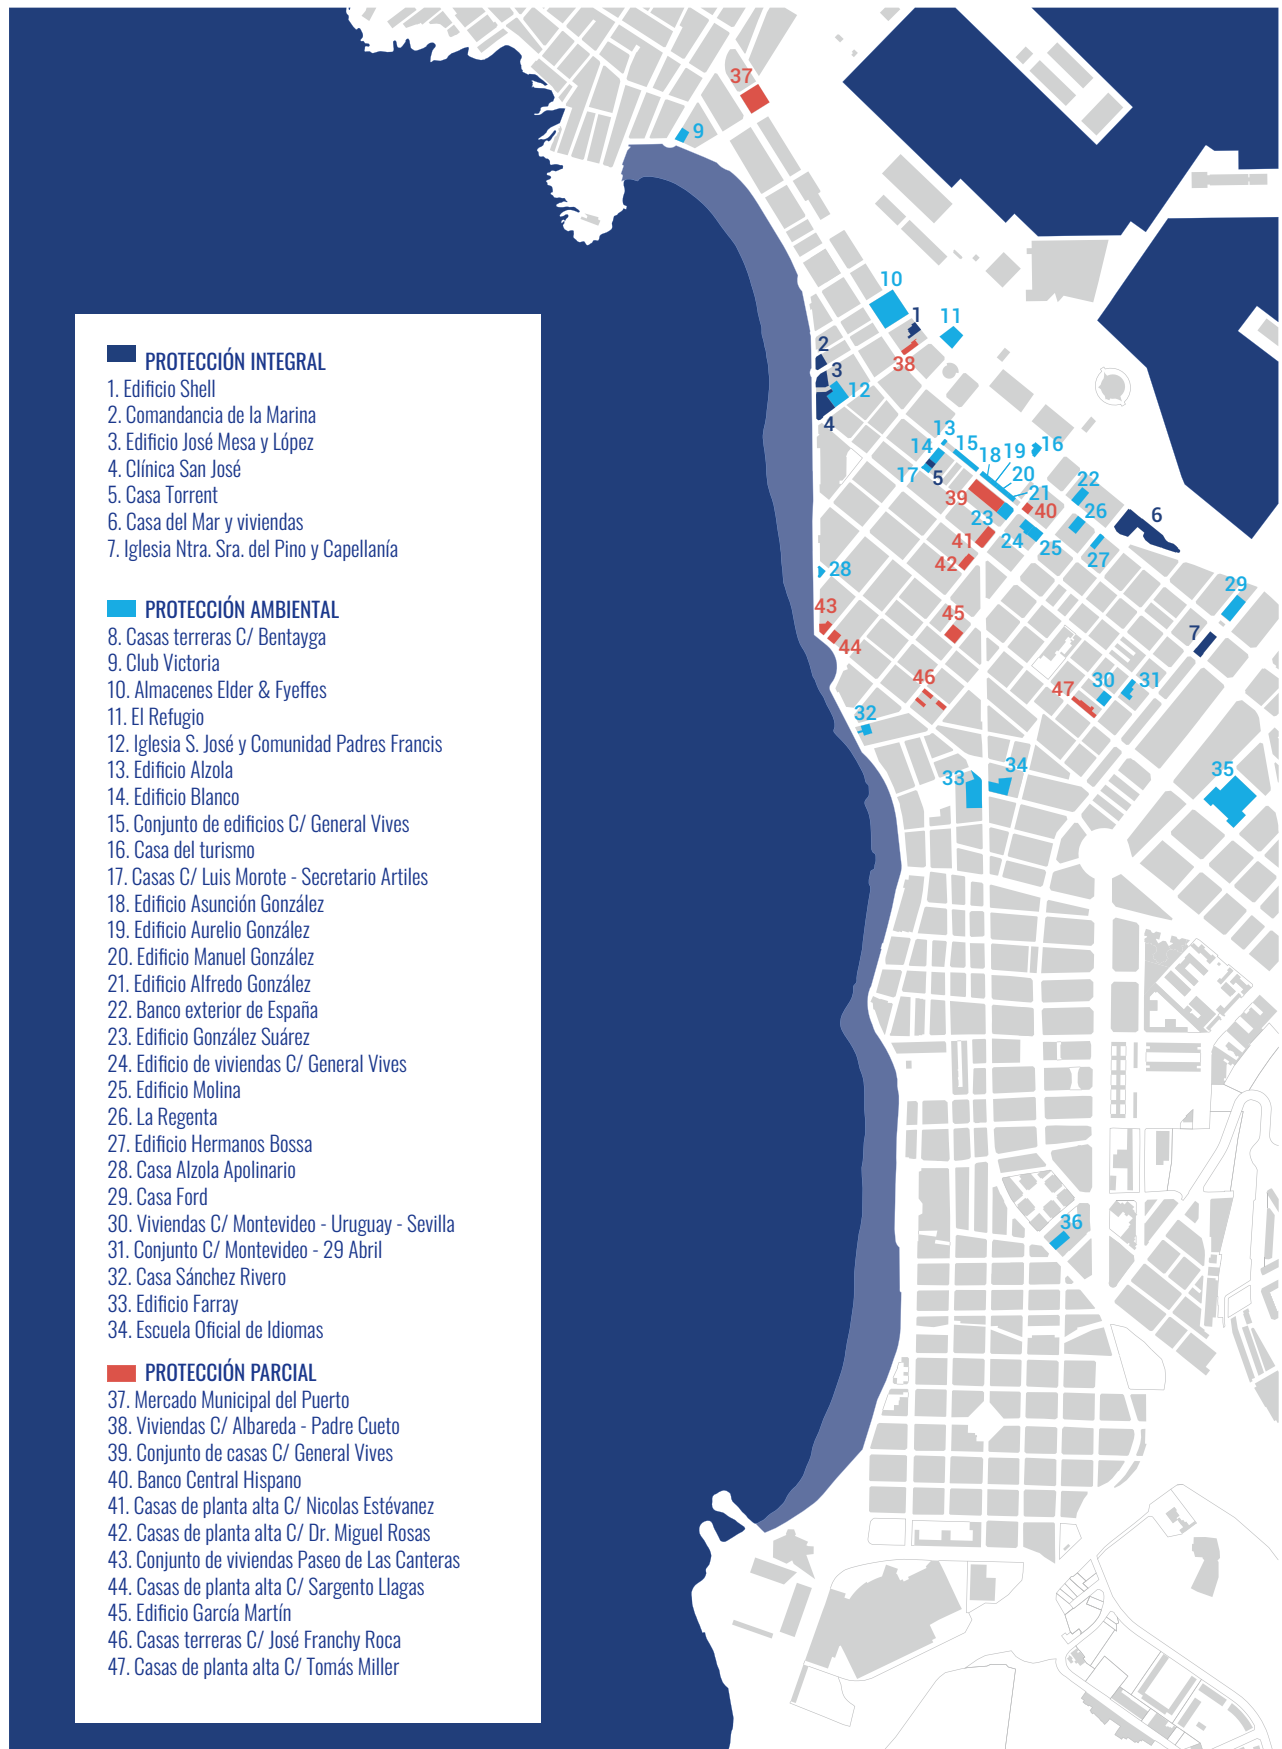 PROTECCIÓN INTEGRAL
1. Edificio Shell
2. Comandancia de la Marina
3. Edificio José Mesa y López
4. Clínica San José
5. Casa Torrent
6. Casa del Mar y viviendas
7. Iglesia Ntra. Sra. del Pino y Capellanía
PROTECCIÓN AMBIENTAL
8. Casas terreras C/ Bentayga
9. Club Victoria
10. Almacenes Elder & Fyeffes
11. El Refugio
12. Iglesia S. José y Comunidad Padres Francis
13. Edificio Alzola
14. Edificio Blanco
15. Conjunto de edificios C/ General Vives
16. Casa del turismo
17. Casas C/ Luis Morote - Secretario Artiles
18. Edificio Asunción González
19. Edificio Aurelio González
20. Edificio Manuel González
21. Edificio Alfredo González
22. Banco exterior de España
23. Edificio González Suárez
24. Edificio de viviendas C/ General Vives
25. Edificio Molina
26. La Regenta
27. Edificio Hermanos Bossa
28. Casa Alzola Apolinario
29. Casa Ford
30. Viviendas C/ Montevideo - Uruguay - Sevilla
31. Conjunto C/ Montevideo - 29 Abril
32. Casa Sánchez Rivero
33. Edificio Farray
34. Escuela Oficial de Idiomas
PROTECCIÓN PARCIAL
37. Mercado Municipal del Puerto
38. Viviendas C/ Albareda - Padre Cueto
39. Conjunto de casas C/ General Vives
40. Banco Central Hispano
41. Casas de planta alta C/ Nicolas Estévanez
42. Casas de planta alta C/ Dr. Miguel Rosas
43. Conjunto de viviendas Paseo de Las Canteras
44. Casas de planta alta C/ Sargento Llagas
45. Edificio García Martín
46. Casas terreras C/ José Franchy Roca
47. Casas de planta alta C/ Tomás Miller
37
9
10
1
11
2
38
3
12
4
13
14
15
16
17
5
18
19
20
21
22
39
40
23
6
26
41
24
25
27
42
28
29
43
45
7
44
46
47
30
31
32
33
34
35
36